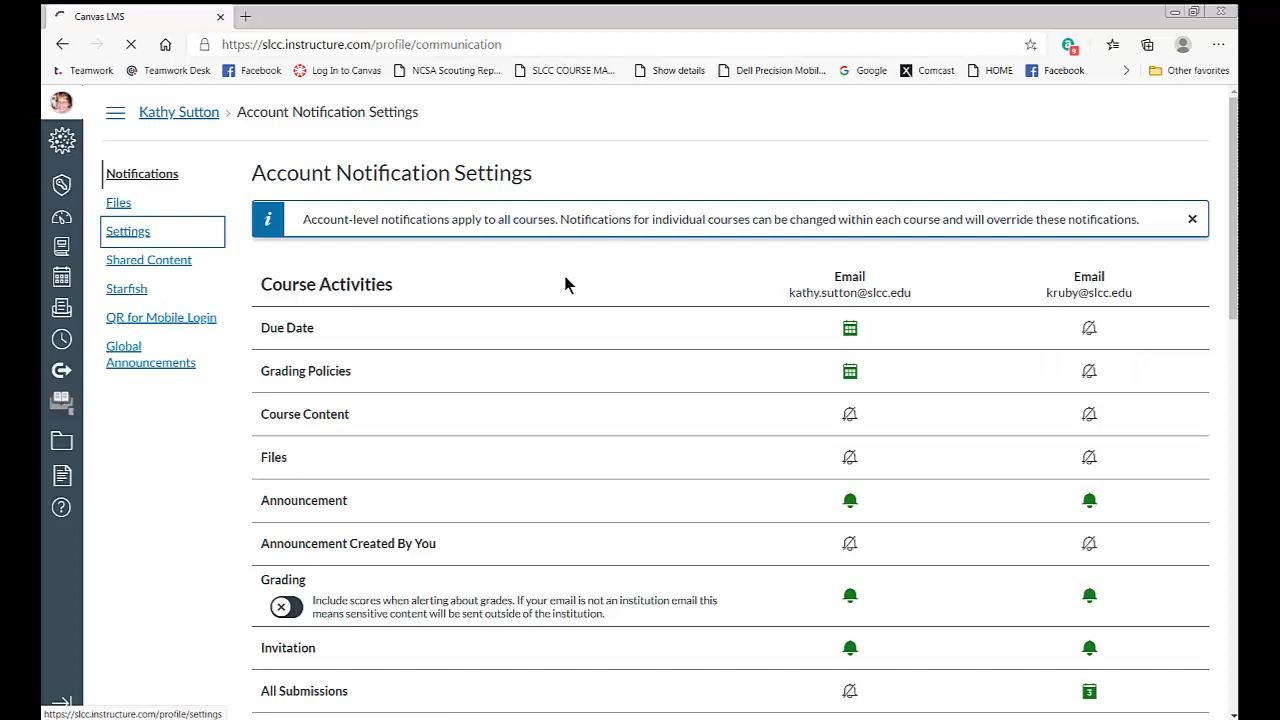 Canvas LMS
https://slcc.instructure.com/profile/communication
9
Teamwork
Teamwork Desk
Facebook
Log In to Canvas
NCSA Scouting Rep...
SLCC COURSE MA...
Show details
Dell Precision Mobil...
Google
Comcast
HOME
Facebook
Other favorites
Kathy Sutton › Account Notification Settings
Notifications
Files
Settings
Shared Content
Starfish
QR for Mobile Login
Global
Announcements
Account Notification Settings
Account-level notifications apply to all courses. Notifications for individual courses can be changed within each course and will override these notifications.
Course Activities
Email
kathy.sutton@slcc.edu
Email
kruby@slcc.edu
Due Date
Grading Policies
Course Content
Files
Announcement
Announcement Created By You
Grading
Include scores when alerting about grades. If your email is not an institution email this
means sensitive content will be sent outside of the institution.
Invitation
All Submissions
3
https://slcc.instructure.com/profile/settings